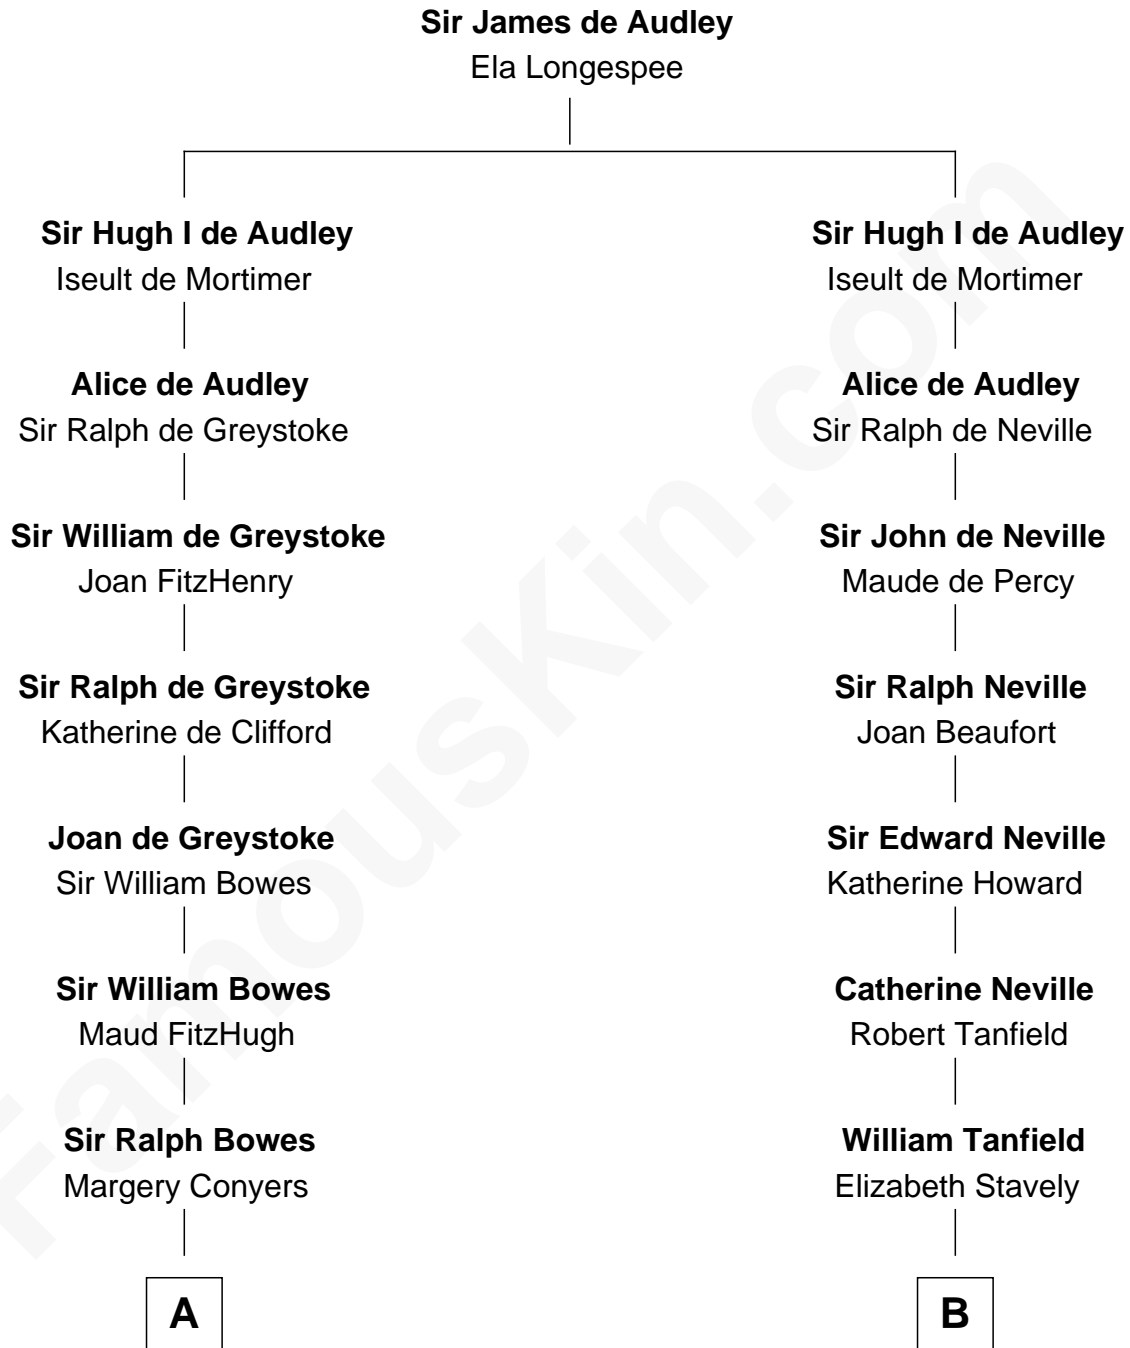 Sir James de Audley
Ela Longespee
Sir Hugh I de Audley
Iseult de Mortimer
Alice de Audley
Sir Ralph de Greystoke
Sir William de Greystoke
Joan FitzHenry
Sir Ralph de Greystoke
Katherine de Clifford
Joan de Greystoke
Sir William Bowes
Sir William Bowes
Maud FitzHugh
Sir Ralph Bowes
Margery Conyers
A
Sir Hugh I de Audley
Iseult de Mortimer
Alice de Audley
Sir Ralph de Neville
Sir John de Neville
Maude de Percy
Sir Ralph Neville
Joan Beaufort
Sir Edward Neville
Katherine Howard
Catherine Neville
Robert Tanfield
William Tanfield
Elizabeth Stavely
B
FamousKin.com